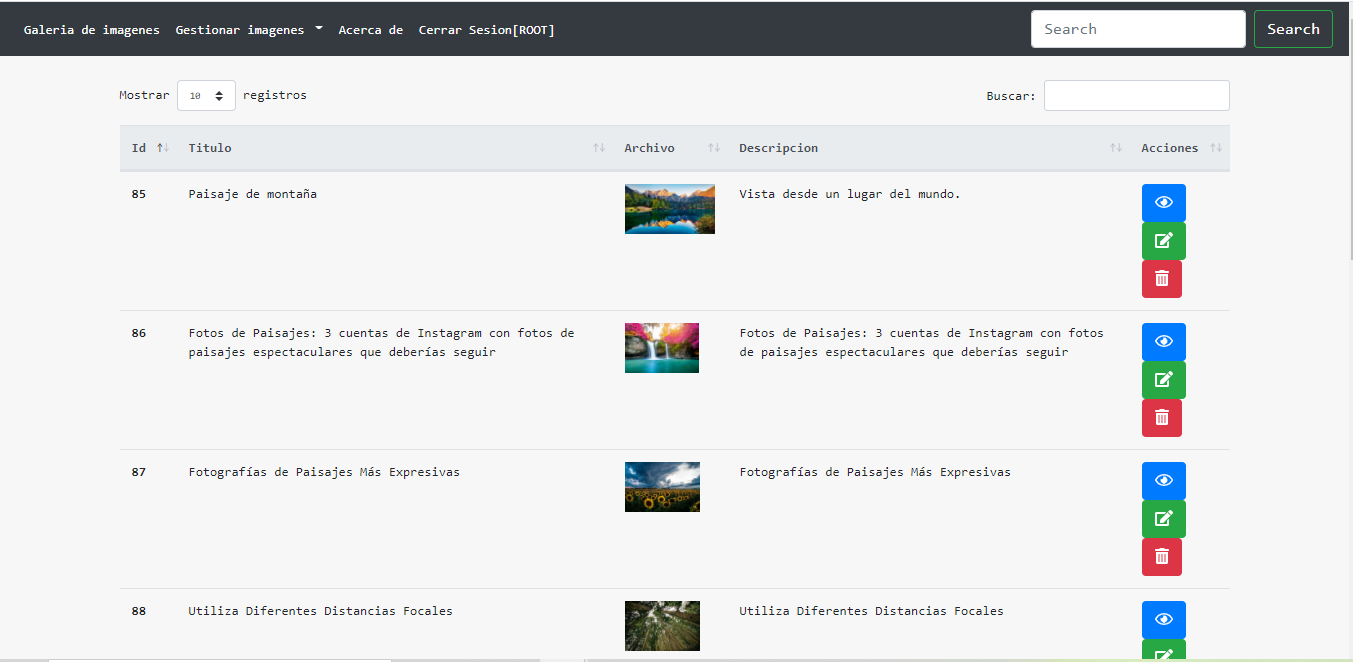 Galeria de imagenes Gestionar imagenes Acerca de Cerrar Sesion[ROOT] Search Search
Mostrar 10 registros Buscar:
Id Titulo Archivo Descripcion Acciones
85 Paisaje de montaña Vista desde un lugar del mundo.
86 Fotos de Paisajes: 3 cuentas de Instagram con fotos de Fotos de Paisajes: 3 cuentas de Instagram con fotos
paisajes espectaculares que deberías seguir de paisajes espectaculares que deberías seguir
87 Fotografías de Paisajes Más Expresivas Fotografías de Paisajes Más Expresivas
88 Utiliza Diferentes Distancias Focales Utiliza Diferentes Distancias Focales